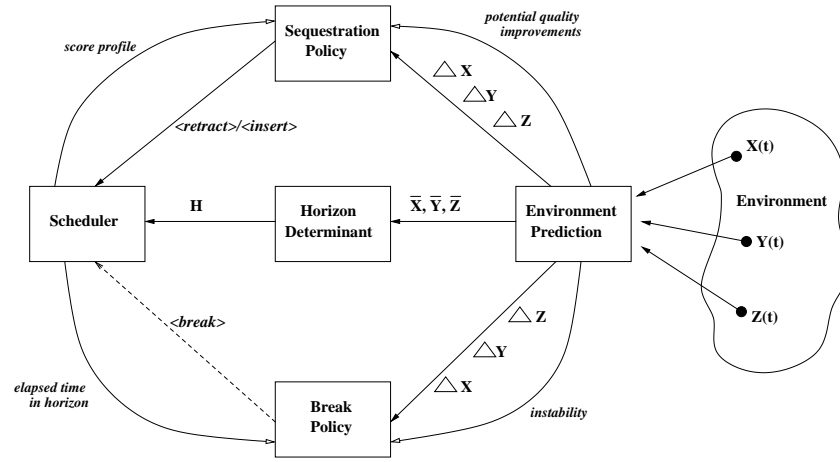 potential quality
improvements
score profile
Sequestration
Policy
△ X
△ Y
△ Z
<retract>/<insert>
X(t)
Environment
Scheduler
H
Horizon
Determinant
X̅, Y̅, Z̅
Environment
Prediction
Y(t)
Z(t)
<break>
△ Z
△ Y
△ X
elapsed time
in horizon
Break
Policy
instability